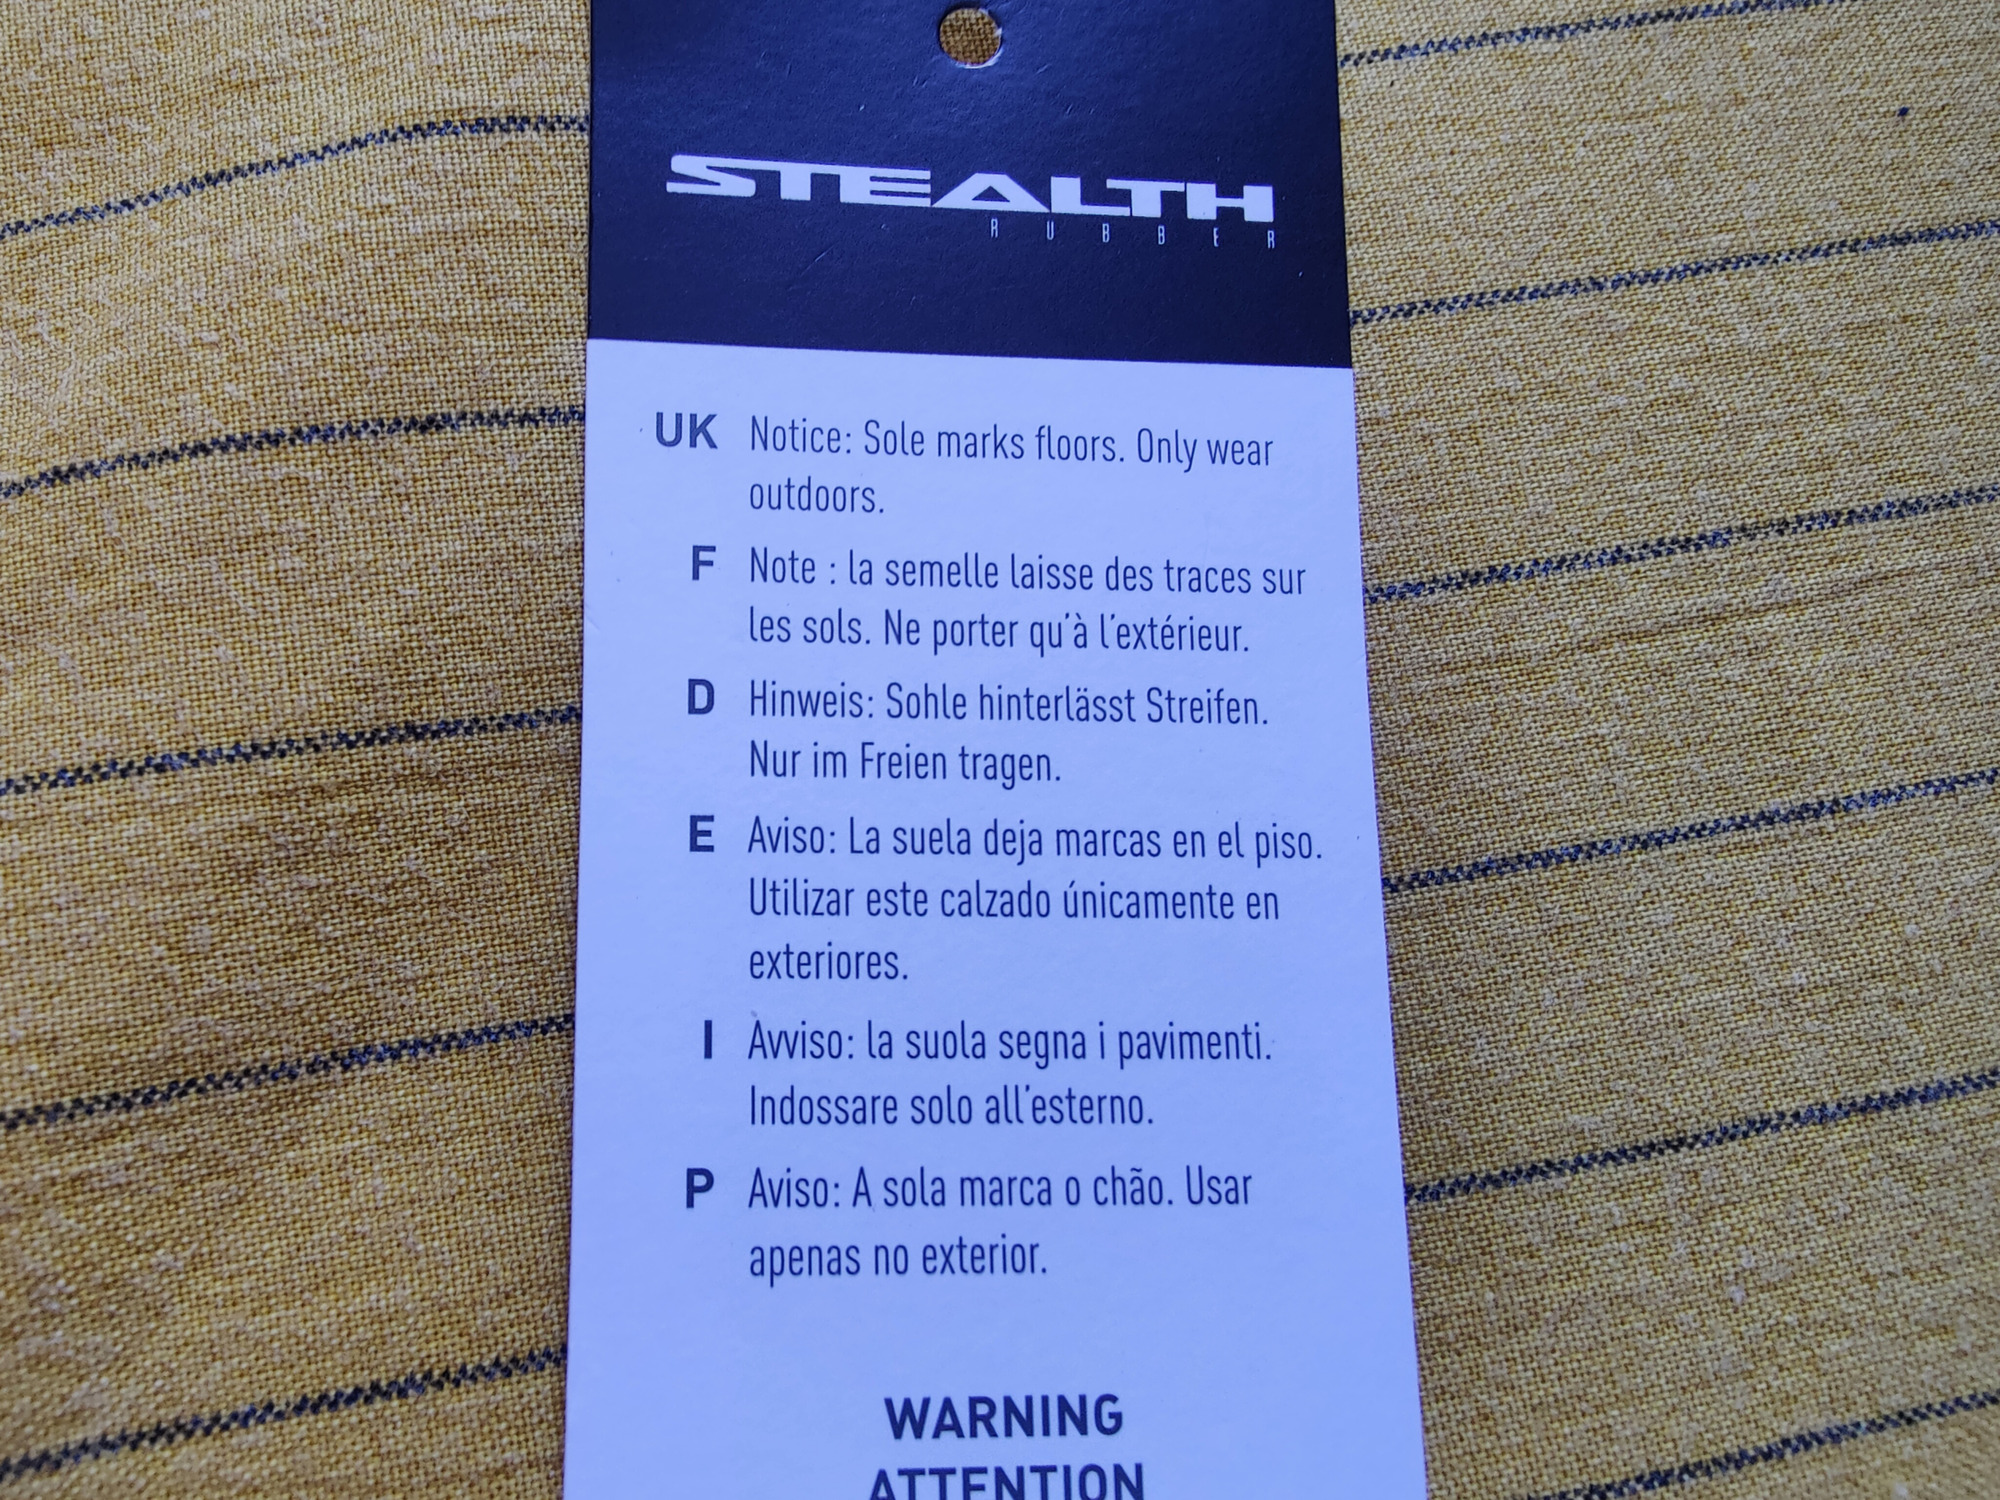 STEALTH
RUBBER
UK Notice: Sole marks floors. Only wear
outdoors.
F Note : la semelle laisse des traces sur
les sols. Ne porter qu'à l'extérieur.
D Hinweis: Sohle hinterlässt Streifen.
Nur im Freien tragen.
E Aviso: La suela deja marcas en el piso.
Utilizar este calzado únicamente en
exteriores.
I Avviso: la suola segna i pavimenti.
Indossare solo all'esterno.
P Aviso: A sola marca o chão. Usar
apenas no exterior.
WARNING
ATTENTION